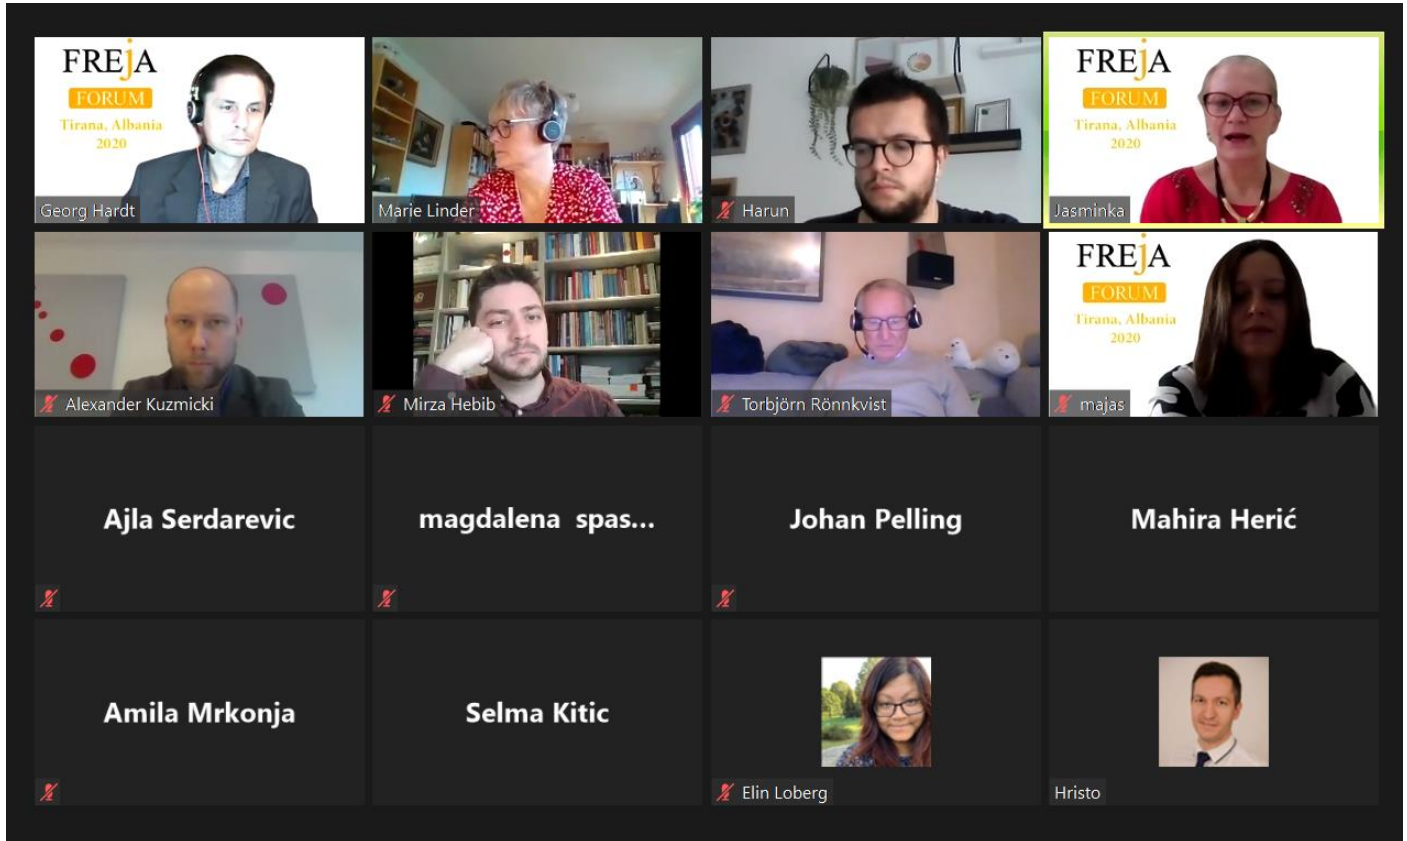 FREjA
FORUM
Tirana, Albania
2020
Georg Hardt
Marie Linder
Harun
FREjA
FORUM
Tirana, Albania
2020
Jasminka
Alexander Kuzmicki
Mirza Hebib
Torbjörn Rönnkvist
FREjA
FORUM
Tirana, Albania
2020
majas
Ajla Serdarevic
magdalena spas...
Johan Pelling
Mahira Herić
Amila Mrkonja
Selma Kitic
Elin Loberg
Hristo